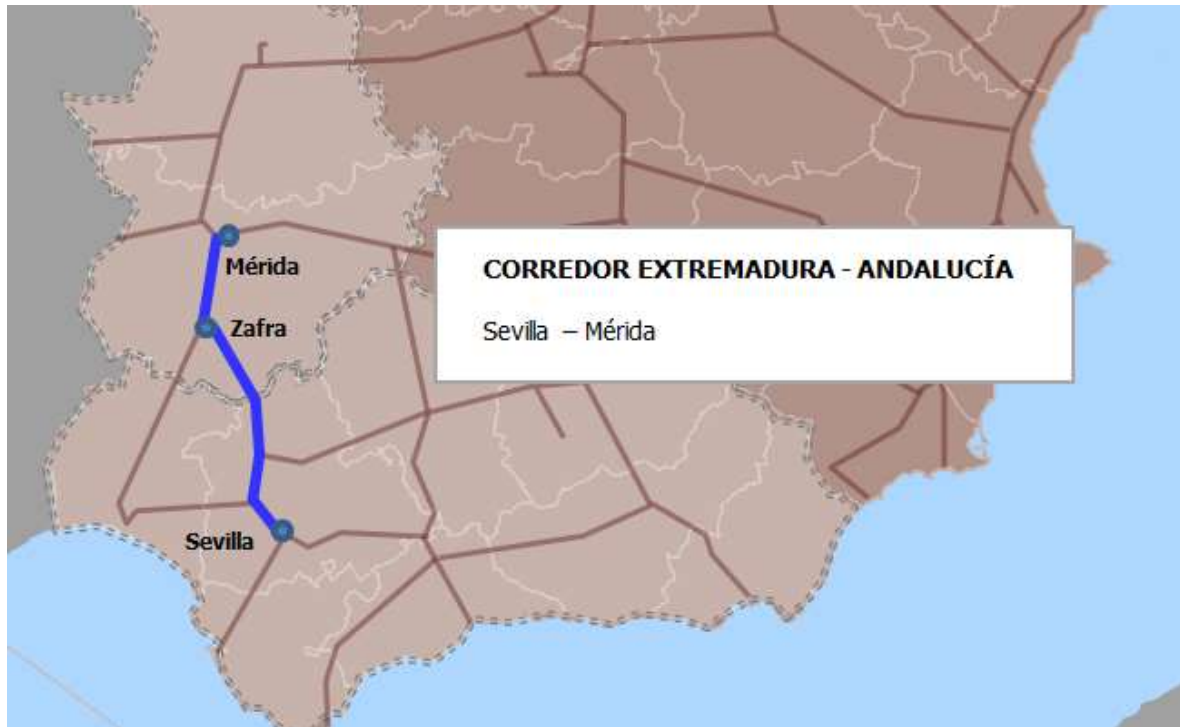 Mérida
Zafra
Sevilla
CORREDOR EXTREMADURA - ANDALUCÍA
Sevilla – Mérida